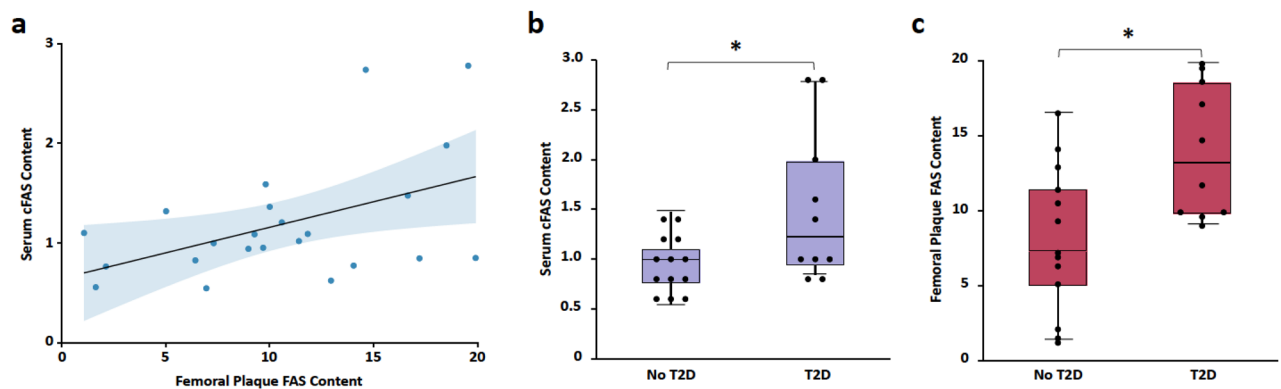 a
3
2
1
0
0
5
10
15
20
Serum cFAS Content
Femoral Plaque FAS Content
b
*
3.0
2.5
2.0
1.5
1.0
0.5
0
Serum cFAS Content
No T2D
T2D
c
*
20
15
10
5
0
Femoral Plaque FAS Content
No T2D
T2D